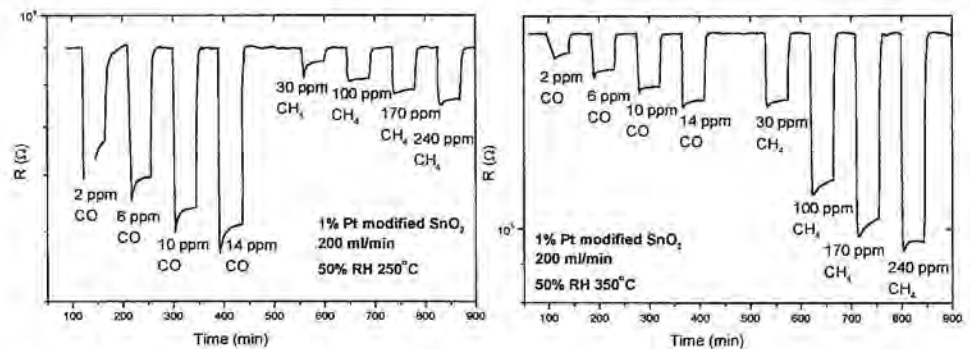 R (Ω)
2 ppm
CO
6 ppm
CO
10 ppm
CO
14 ppm
CO
30 ppm
CH₄
100 ppm
CH₄
170 ppm
CH₄
240 ppm
CH₄
1% Pt modified SnO₂
200 ml/min
50% RH 250°C
100 200 300 400 500 600 700 800 900
Time (min)
R (Ω)
2 ppm
CO
6 ppm
CO
10 ppm
CO
14 ppm
CO
30 ppm
CH₄
100 ppm
CH₄
170 ppm
CH₄
240 ppm
CH₄
1% Pt modified SnO₂
200 ml/min
50% RH 350°C
100 200 300 400 500 600 700 800 900
Time (min)